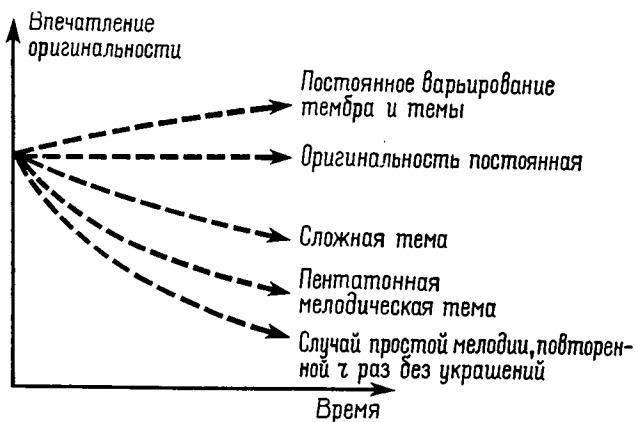 Впечатление
оригинальности
Постоянное варьирование
тембра и темы
Оригинальность постоянная
Сложная тема
Пентатонная
мелодическая тема
Случай простой мелодии, повторен-
ной τ раз без украшений
Время